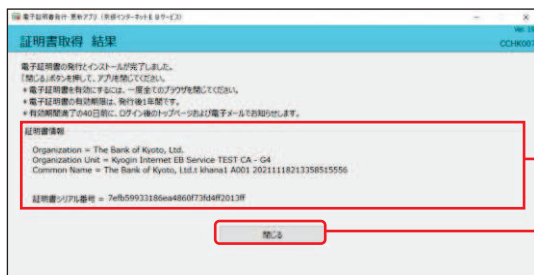 電子証明書発行・更新アプリ（京銀インターネットEBサービス）
証明書取得 結果
CCHK007
電子証明書の発行とインストールが完了しました。
「閉じる」ボタンを押して、アプリを閉じてください。
＊電子証明書を有効にするには、一度全てのブラウザを閉じてください。
＊電子証明書の有効期限は、発行後1年間です。
＊有効期間満了の40日前に、ログイン後のトップページおよび電子メールでお知らせします。
証明書情報
Organization = The Bank of Kyoto, Ltd.
Organization Unit = Kyogin Internet EB Service TEST CA - G4
Common Name = The Bank of Kyoto, Ltd.t khana1 A001 20211118213358515556
証明書シリアル番号 = 7efb59933186ea4860f73fd4ff2013ff
閉じる